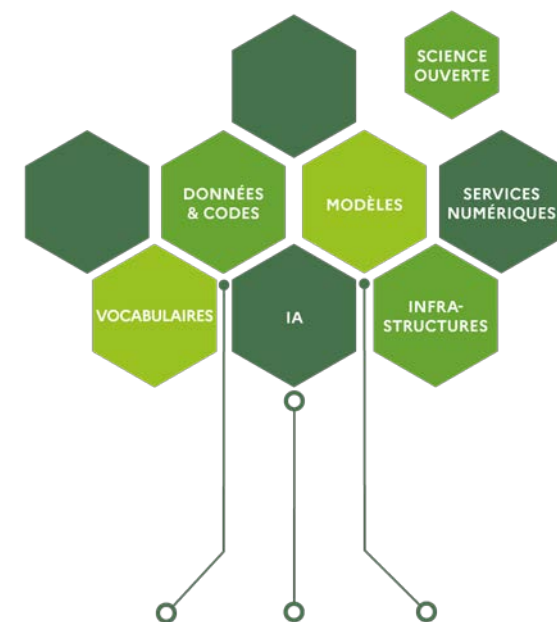 SCIENCE
OUVERTE
DONNÉES
& CODES
MODÈLES
SERVICES
NUMÉRIQUES
VOCABULAIRES
IA
INFRA-
STRUCTURES